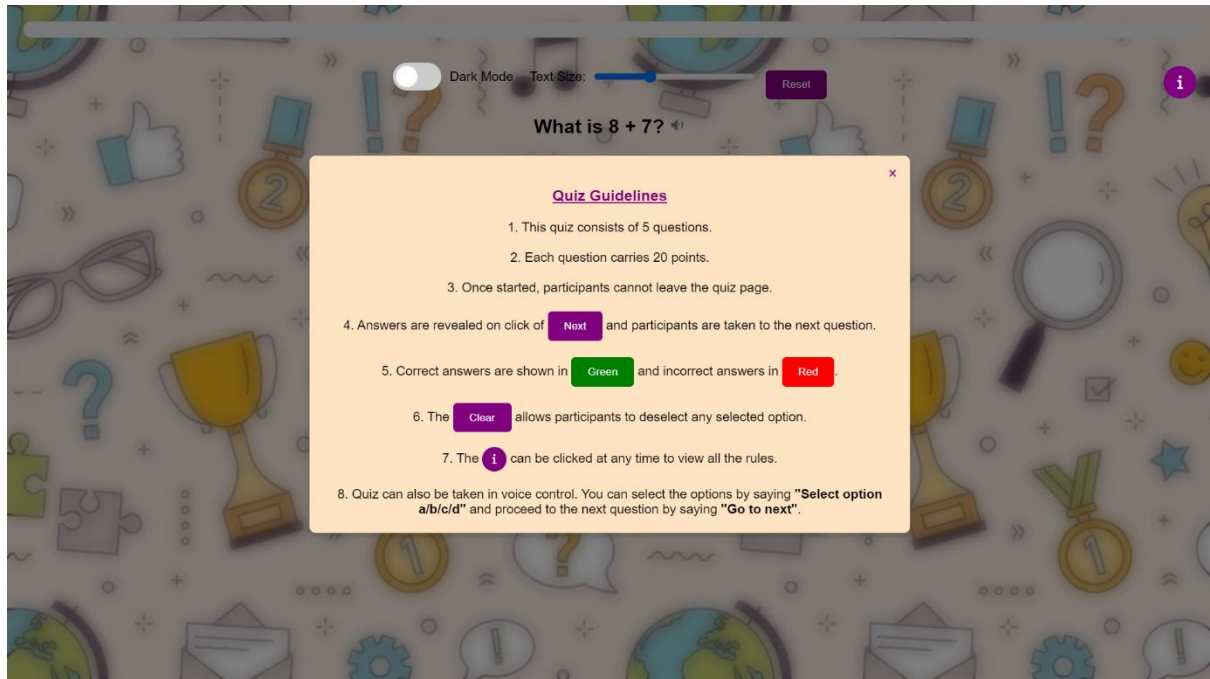 Dark Mode Text Size: Reset
i
What is 8 + 7?
×
Quiz Guidelines
1. This quiz consists of 5 questions.
2. Each question carries 20 points.
3. Once started, participants cannot leave the quiz page.
4. Answers are revealed on click of Next and participants are taken to the next question.
5. Correct answers are shown in Green and incorrect answers in Red .
6. The Clear allows participants to deselect any selected option.
7. The i can be clicked at any time to view all the rules.
8. Quiz can also be taken in voice control. You can select the options by saying "Select option
a/b/c/d" and proceed to the next question by saying "Go to next".
2
2
1
1